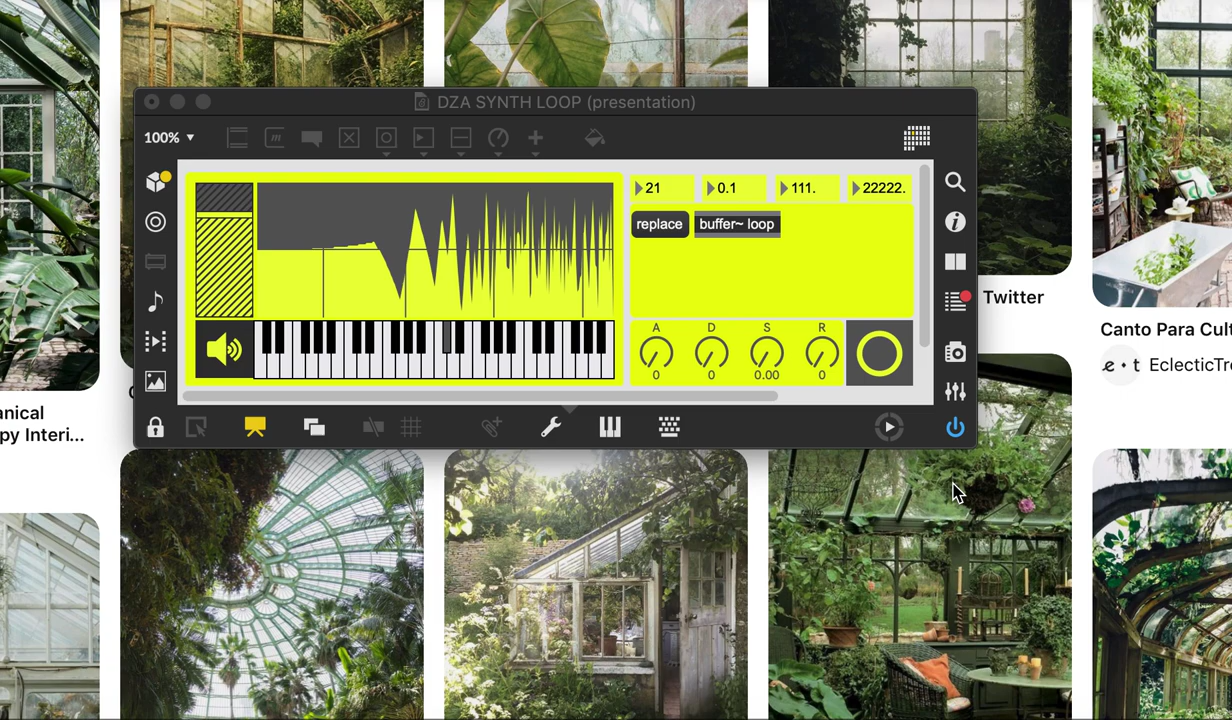 DZA SYNTH LOOP (presentation)
100%
21
0.1
111.
22222.
replace
buffer~ loop
A D S R
0 0 0.00 0
Twitter
Canto Para Cult
e • t EclecticTre
anical
py Interi...